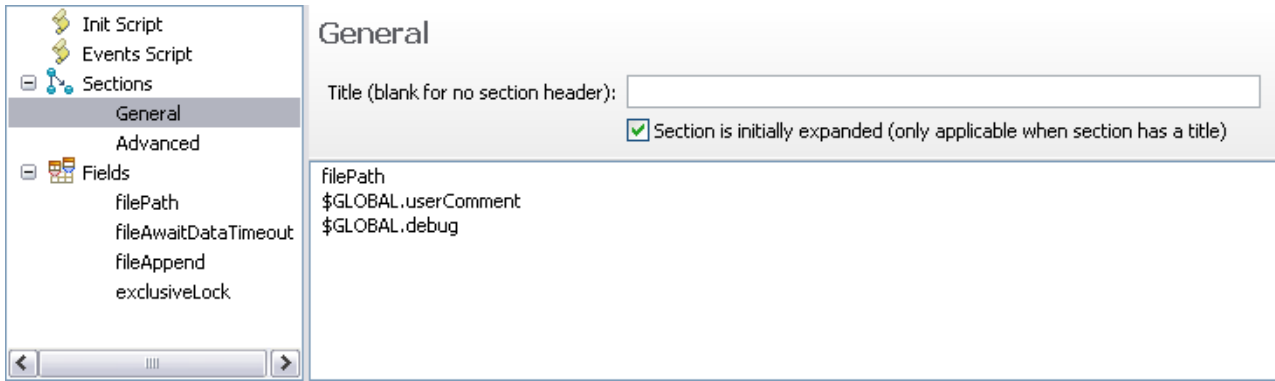 Init Script
Events Script
Sections
General
Advanced
Fields
filePath
fileAwaitDataTimeout
fileAppend
exclusiveLock
General
Title (blank for no section header):
Section is initially expanded (only applicable when section has a title)
filePath
$GLOBAL.userComment
$GLOBAL.debug